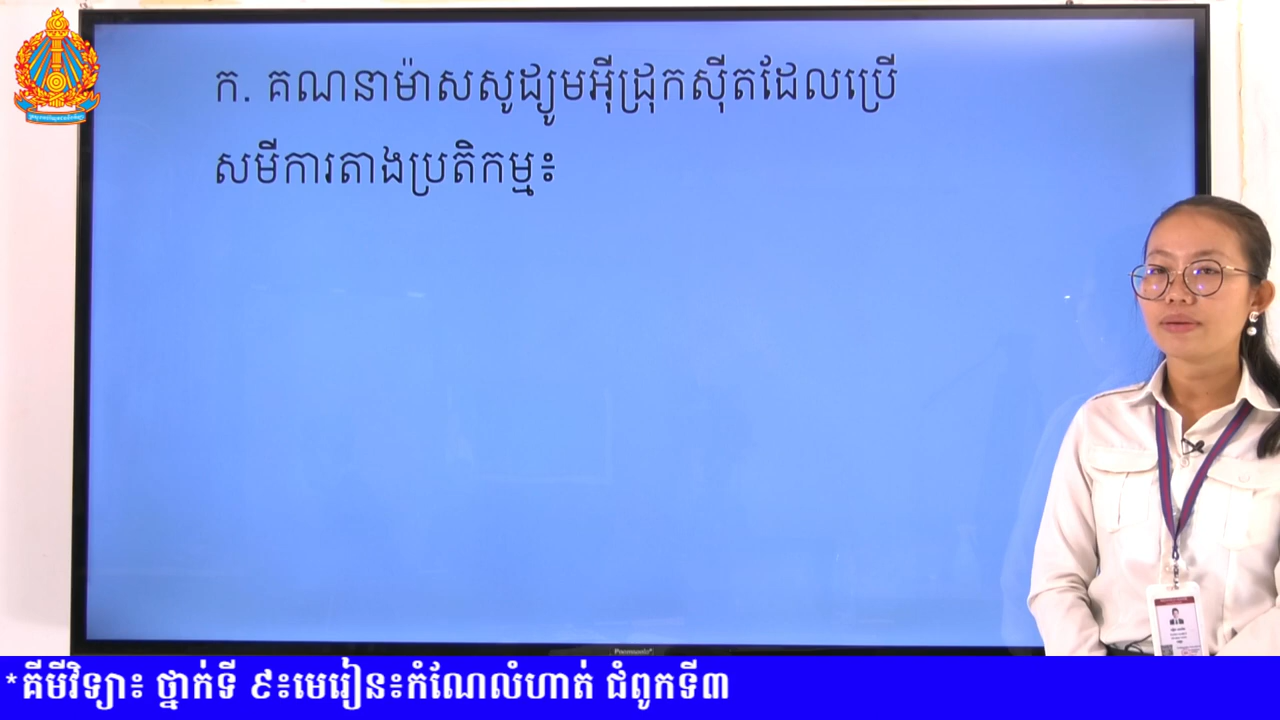 ក. គណនាម៉ាសសូដ្យូមអ៊ីដ្រុកស៊ីតដែលប្រើ
សមីការតាងប្រតិកម្ម៖
*គីមីវិទ្យា៖ ថ្នាក់ទី ៩៖មេរៀន៖កំណែលំហាត់ ជំពូកទី៣